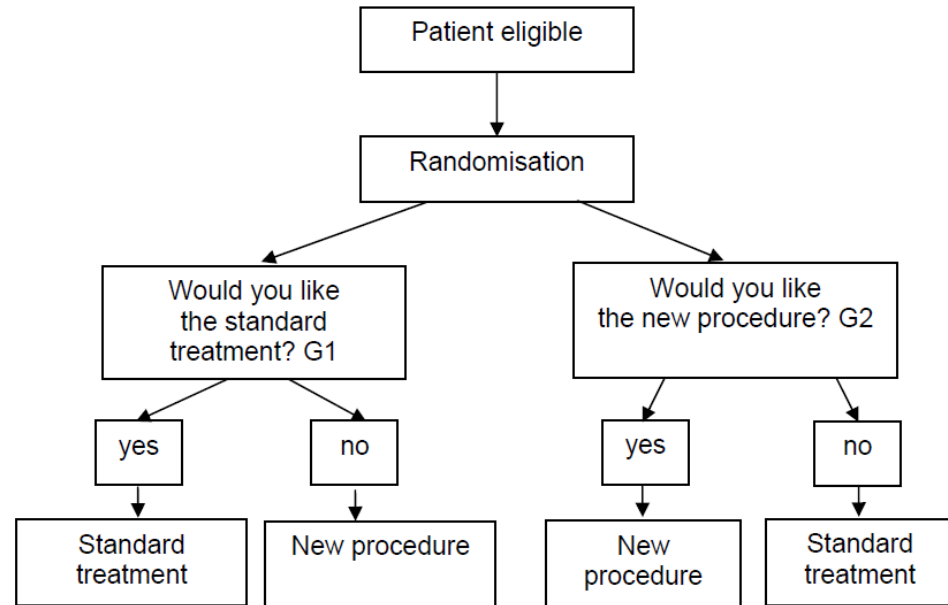 Patient eligible
Randomisation
Would you like
the standard
treatment? G1
Would you like
the new procedure? G2
yes
no
yes
no
Standard
treatment
New procedure
New
procedure
Standard
treatment